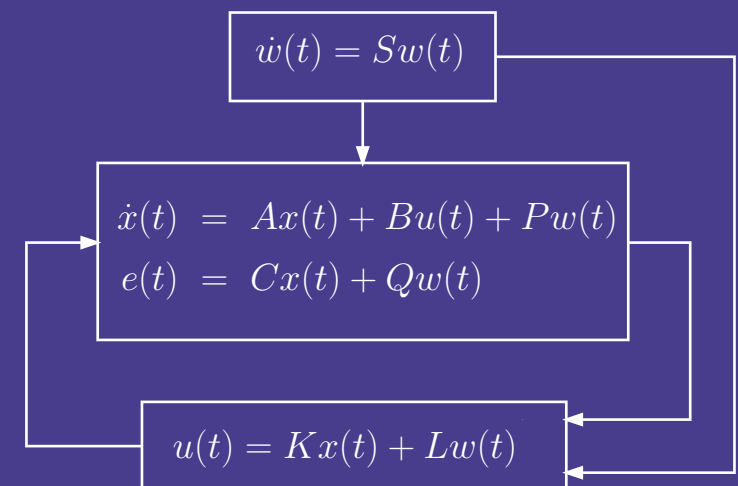 ẇ(t) = Sw(t)
ẋ(t) = Ax(t) + Bu(t) + Pw(t)
e(t) = Cx(t) + Qw(t)
u(t) = Kx(t) + Lw(t)